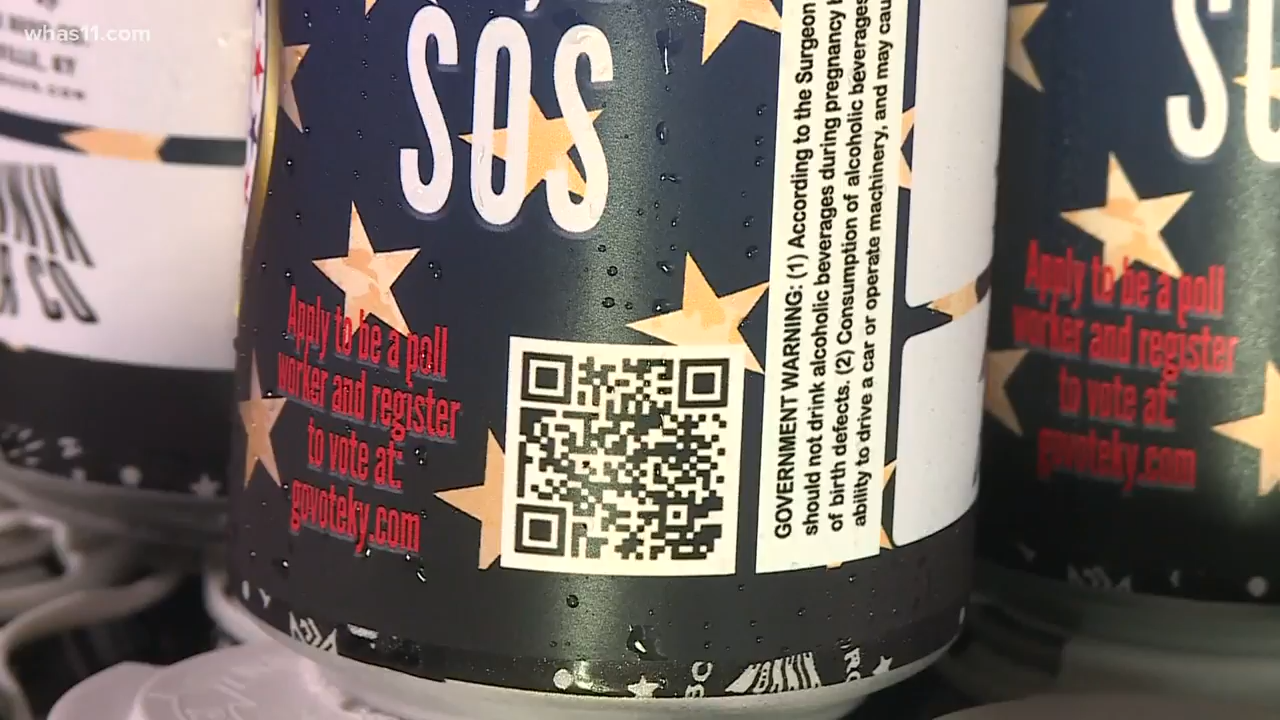 whas11.com
KY
SOS
Apply to be a poll
worker and register
to vote at:
govoteky.com
GOVERNMENT WARNING: (1) According to the Surgeon
should not drink alcoholic beverages during pregnancy
of birth defects. (2) Consumption of alcoholic beverages
ability to drive a car or operate machinery, and may cau
Apply to be a poll
worker and register
to vote at:
govoteky.com
CO